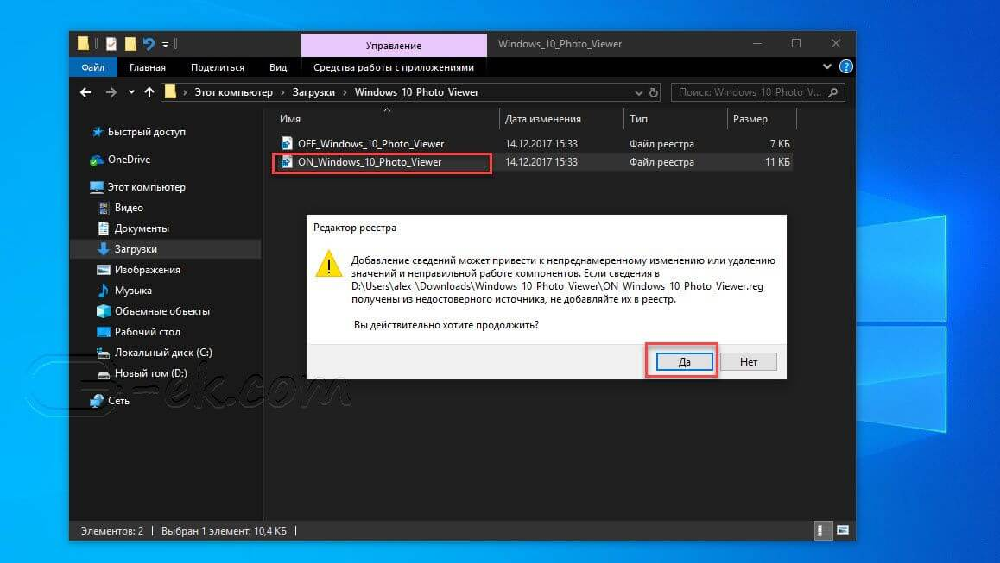 Управление
Windows_10_Photo_Viewer
Файл
Главная
Поделиться
Вид
Средства работы с приложениями
?
Этот компьютер
Загрузки
Windows_10_Photo_Viewer
Поиск: Windows_10_Photo_V...
Имя
Дата изменения
Тип
Размер
OFF_Windows_10_Photo_Viewer 14.12.2017 15:33 Файл реестра 7 КБ
ON_Windows_10_Photo_Viewer 14.12.2017 15:33 Файл реестра 11 КБ
Быстрый доступ
OneDrive
Этот компьютер
Видео
Документы
Загрузки
Изображения
Музыка
Объемные объекты
Рабочий стол
Локальный диск (C:)
Новый том (D:)
Сеть
Редактор реестра
Добавление сведений может привести к непреднамеренному изменению или удалению
значений и неправильной работе компонентов. Если сведения в
D:\Users\alex_\Downloads\Windows_10_Photo_Viewer\ON_Windows_10_Photo_Viewer.reg
получены из недостоверного источника, не добавляйте их в реестр.
Вы действительно хотите продолжить?
Да
Нет
-ek.com
Элементов: 2
Выбран 1 элемент: 10,4 КБ